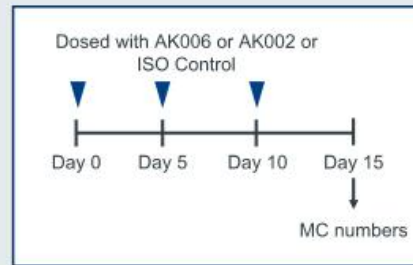 Dosed with AK006 or AK002 or
ISO Control
Day 0 Day 5 Day 10 Day 15
MC numbers